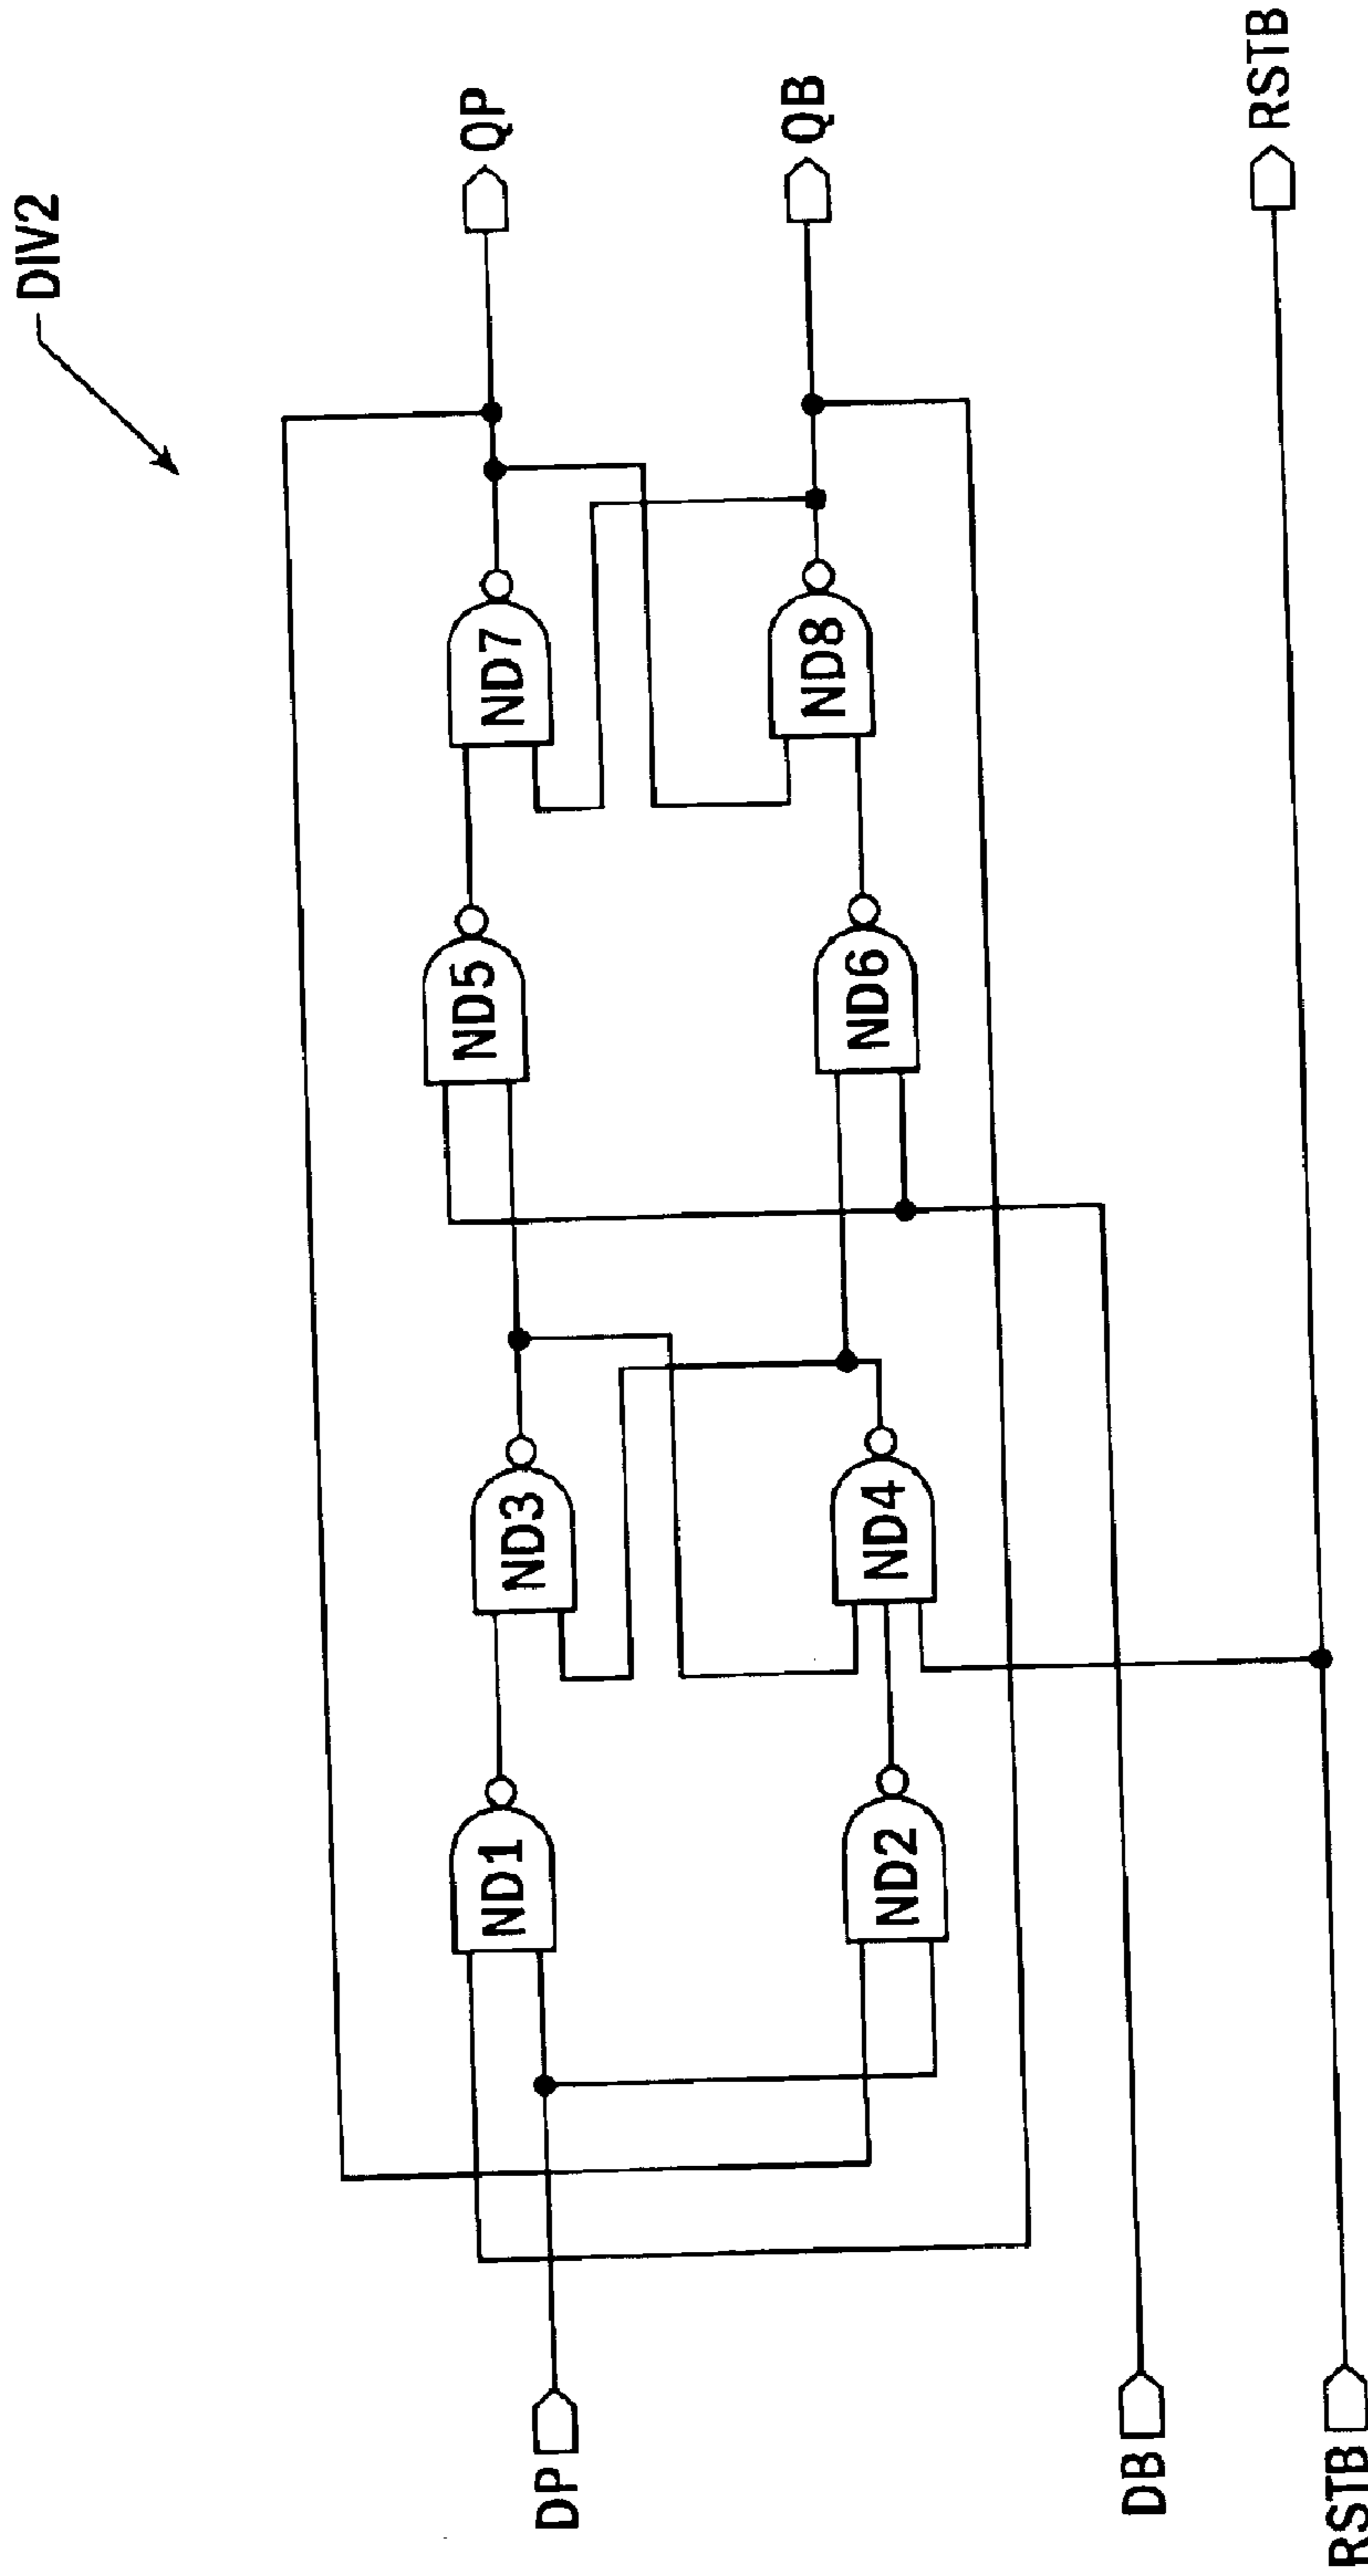 DIV2
DP
DB
RSTB
ND1
ND2
ND3
ND4
ND5
ND6
ND7
ND8
QP
QB
RSTB